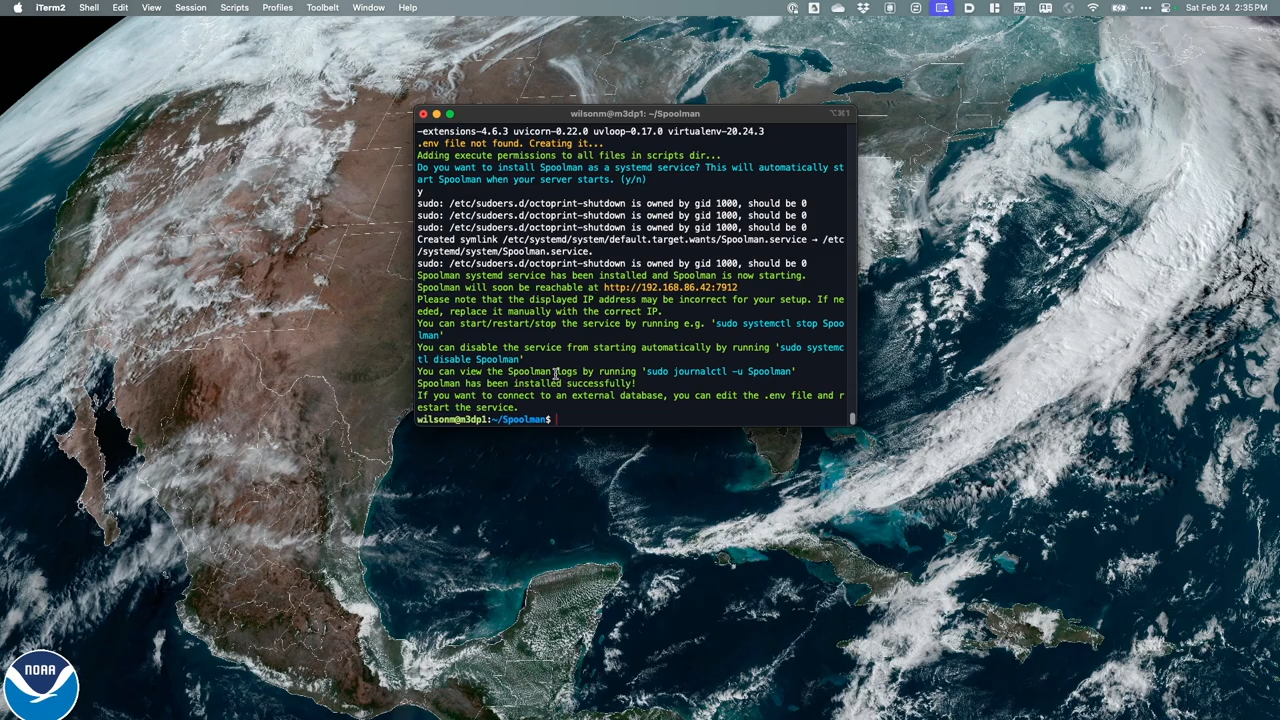 iTerm2 Shell Edit View Session Scripts Profiles Toolbelt Window Help Sat Feb 24 2:35 PM
wilsonm@m3dp1: ~/Spoolman ⌥⌘1
-extensions-4.6.3 uvicorn-0.22.0 uvloop-0.17.0 virtualenv-20.24.3
.env file not found. Creating it...
Adding execute permissions to all files in scripts dir...
Do you want to install Spoolman as a systemd service? This will automatically st
art Spoolman when your server starts. (y/n)
y
sudo: /etc/sudoers.d/octoprint-shutdown is owned by gid 1000, should be 0
sudo: /etc/sudoers.d/octoprint-shutdown is owned by gid 1000, should be 0
sudo: /etc/sudoers.d/octoprint-shutdown is owned by gid 1000, should be 0
Created symlink /etc/systemd/system/default.target.wants/Spoolman.service → /etc
/systemd/system/Spoolman.service.
sudo: /etc/sudoers.d/octoprint-shutdown is owned by gid 1000, should be 0
Spoolman systemd service has been installed and Spoolman is now starting.
Spoolman will soon be reachable at http://192.168.86.42:7912
Please note that the displayed IP address may be incorrect for your setup. If ne
eded, replace it manually with the correct IP.
You can start/restart/stop the service by running e.g. 'sudo systemctl stop Spoo
lman'
You can disable the service from starting automatically by running 'sudo systemc
tl disable Spoolman'
You can view the Spoolman logs by running 'sudo journalctl -u Spoolman'
Spoolman has been installed successfully!
If you want to connect to an external database, you can edit the .env file and r
estart the service.
wilsonm@m3dp1:~/Spoolman$
NOAA